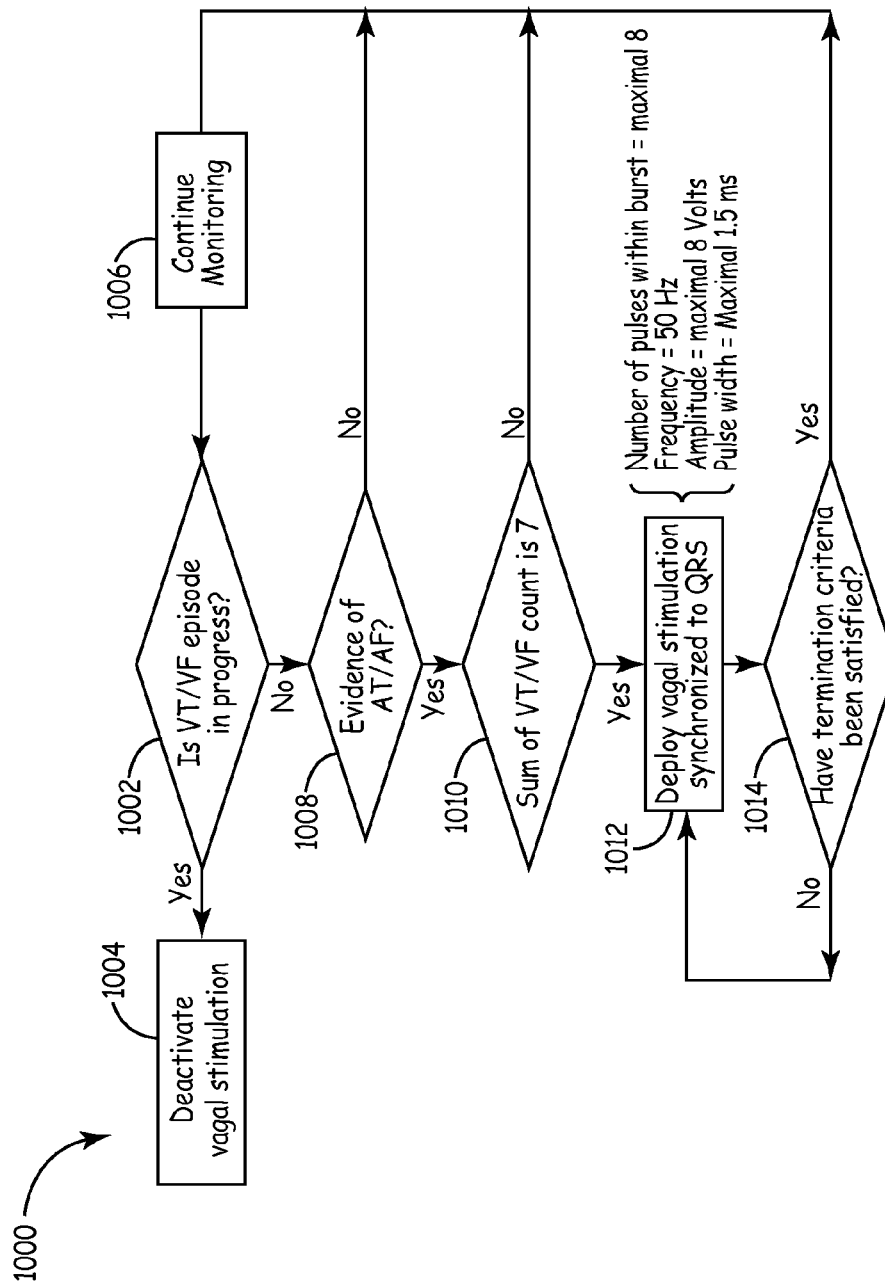 1000
1004
Deactivate
vagal stimulation
Yes
1002
Is VT/VF episode
in progress?
1006
Continue
Monitoring
No
1008
Evidence of
AT/AF?
No
Yes
1010
Sum of VT/VF count is 7
No
Yes
1012
Deploy vagal stimulation
synchronized to QRS
Number of pulses within burst = maximal 8
Frequency = 50 Hz
Amplitude = maximal 8 Volts
Pulse width = Maximal 1.5 ms
1014
Have termination criteria
been satisfied?
No
Yes